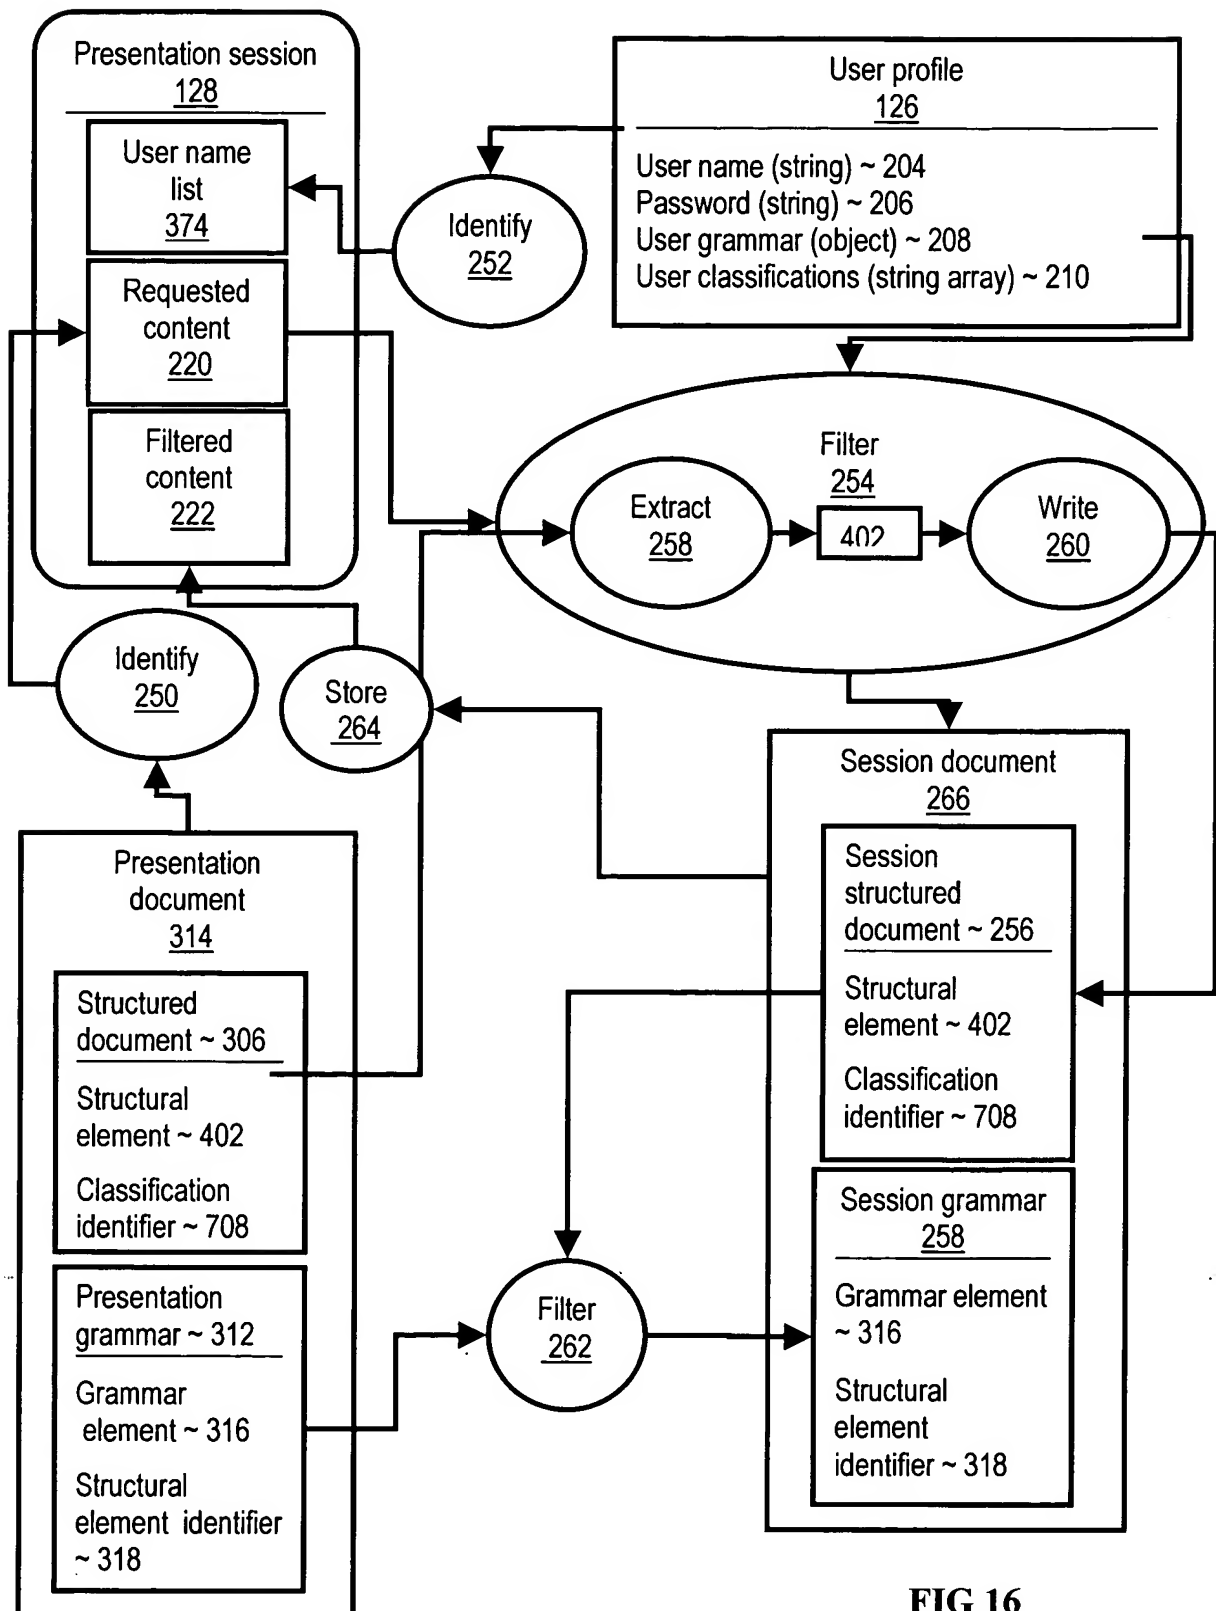 Presentation session
128
User name
list
374
Requested
content
220
Filtered
content
222
User profile
126
User name (string) ~ 204
Password (string) ~ 206
User grammar (object) ~ 208
User classifications (string array) ~ 210
Identify
252
Filter
254
Extract
258
402
Write
260
Identify
250
Store
264
Session document
266
Session
structured
document ~ 256
Structural
element ~ 402
Classification
identifier ~ 708
Session grammar
258
Grammar element
~ 316
Structural
element
identifier ~ 318
Presentation
document
314
Structured
document ~ 306
Structural
element ~ 402
Classification
identifier ~ 708
Presentation
grammar ~ 312
Grammar
element ~ 316
Structural
element identifier
~ 318
Filter
262
FIG 16